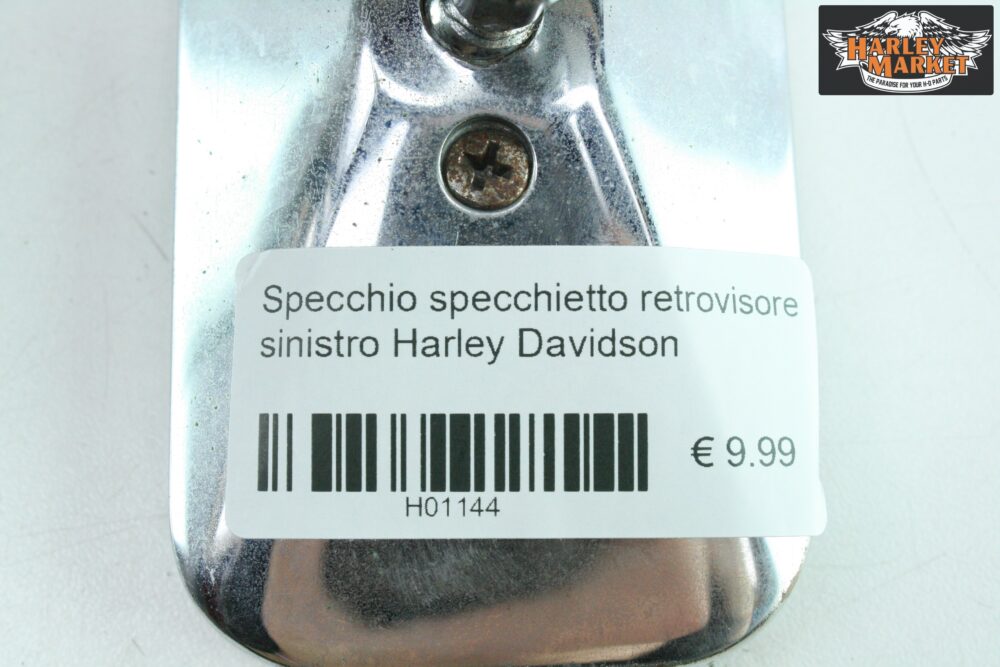 HARLEY
MARKET
THE PARADISE FOR YOUR H-D PARTS
Specchio specchietto retrovisore
sinistro Harley Davidson
€ 9.99
H01144